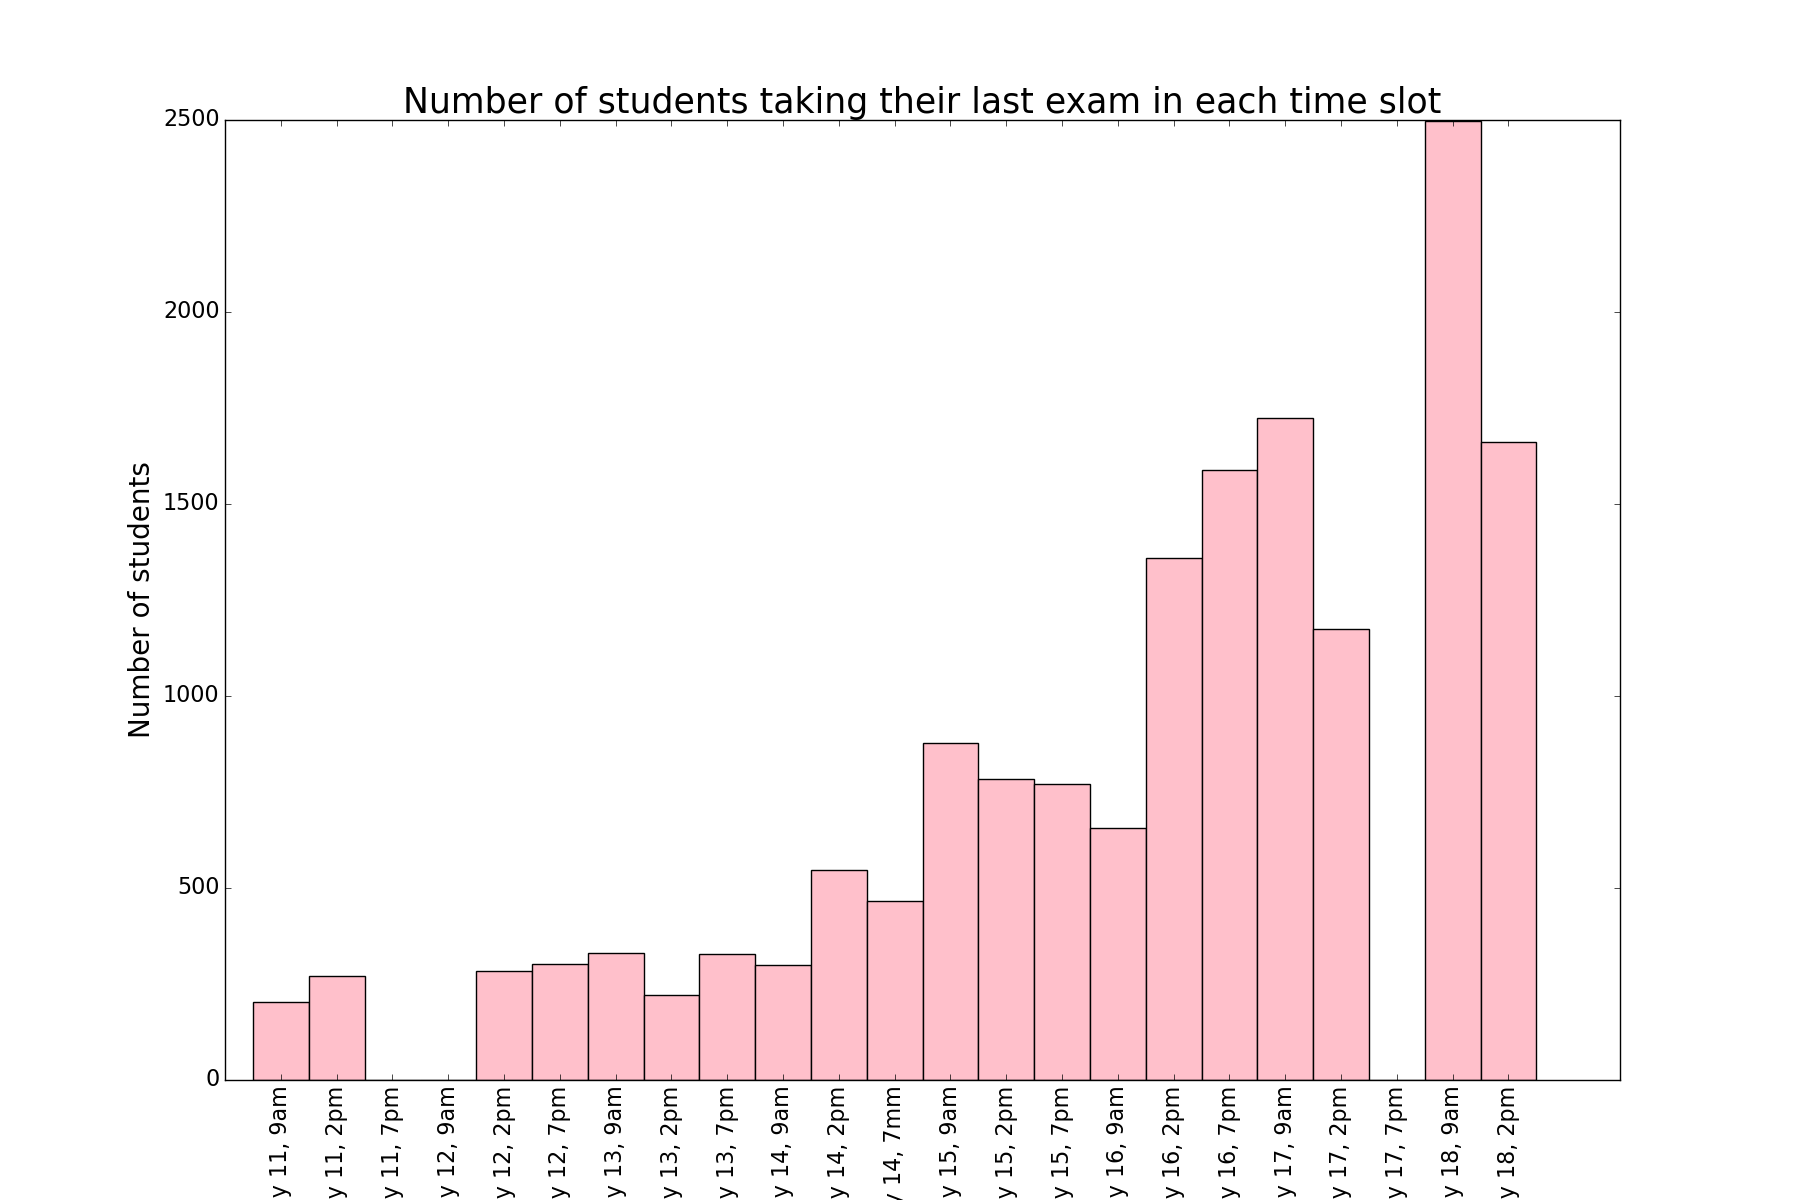 Number of students taking their last exam in each time slot
Number of students
2500
2000
1500
1000
500
0
y 11, 9am
y 11, 2pm
y 11, 7pm
y 12, 9am
y 12, 2pm
y 12, 7pm
y 13, 9am
y 13, 2pm
y 13, 7pm
y 14, 9am
y 14, 2pm
y 14, 7mm
y 15, 9am
y 15, 2pm
y 15, 7pm
y 16, 9am
y 16, 2pm
y 16, 7pm
y 17, 9am
y 17, 2pm
y 17, 7pm
y 18, 9am
y 18, 2pm